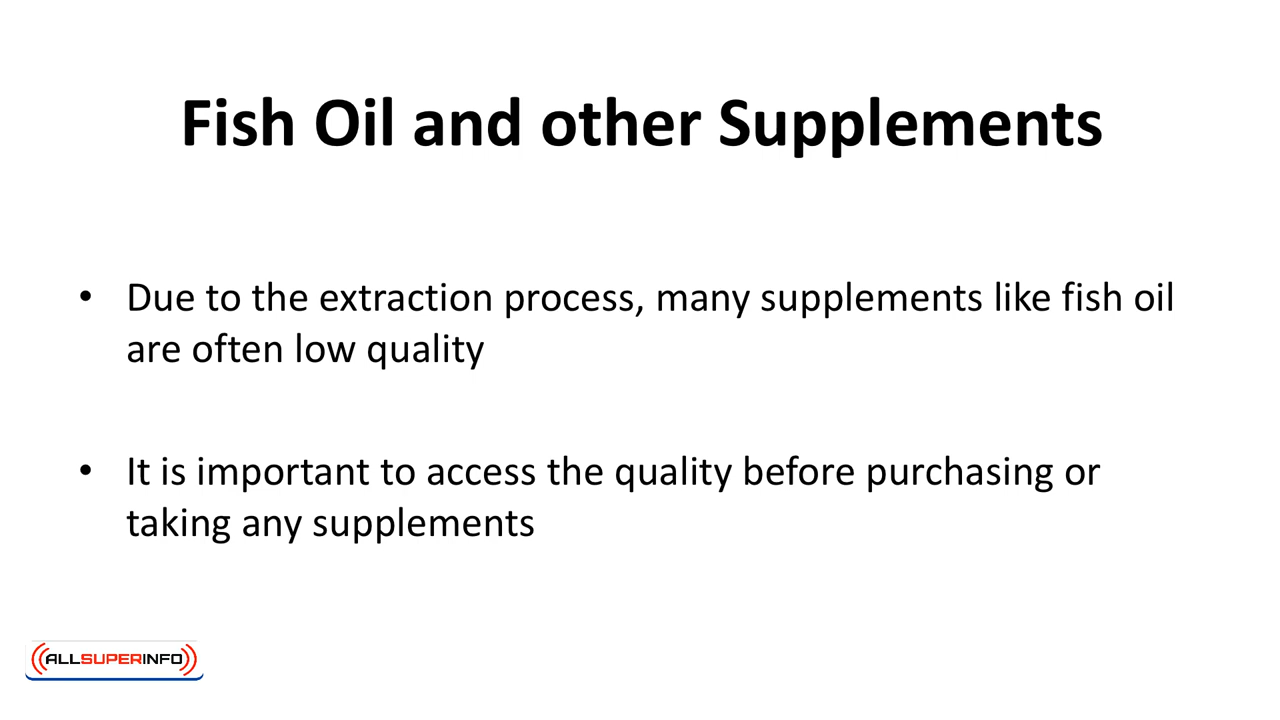 Fish Oil and other Supplements
• Due to the extraction process, many supplements like fish oil
are often low quality
• It is important to access the quality before purchasing or
taking any supplements
ALLSUPERINFO